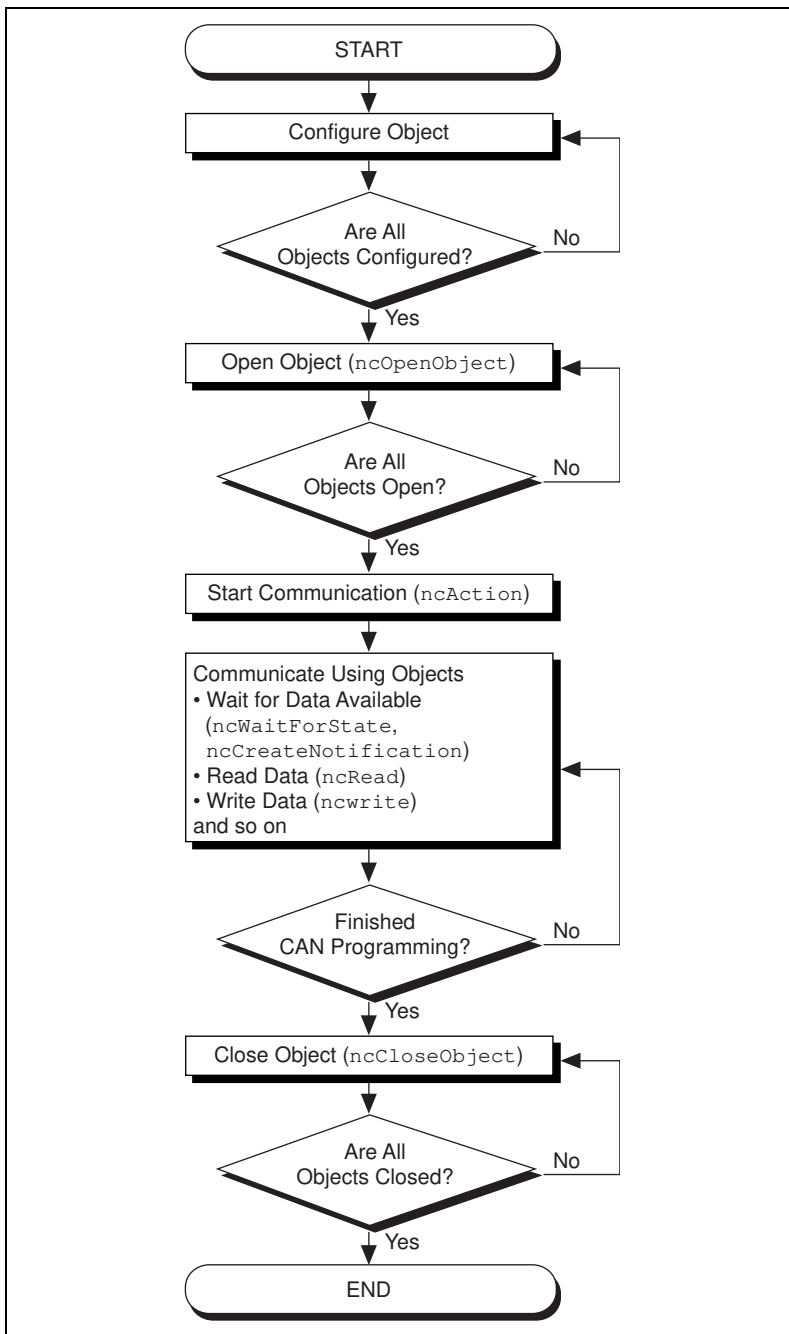 START
Configure Object
Are All
Objects Configured?
No
Yes
Open Object (ncOpenObject)
Are All
Objects Open?
No
Yes
Start Communication (ncAction)
Communicate Using Objects
• Wait for Data Available
(ncWaitForState,
ncCreateNotification)
• Read Data (ncRead)
• Write Data (ncwrite)
and so on
Finished
CAN Programming?
No
Yes
Close Object (ncCloseObject)
Are All
Objects Closed?
No
Yes
END